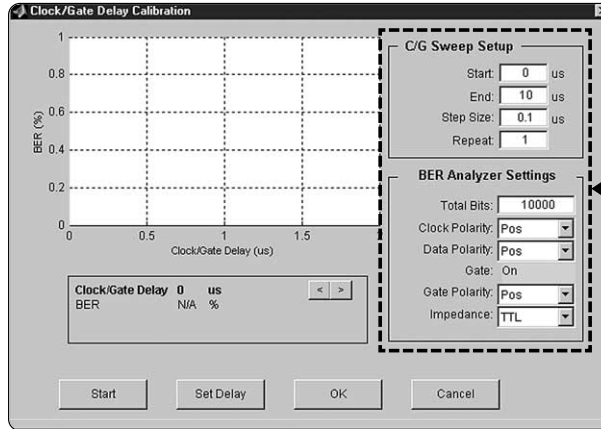 Clock/Gate Delay Calibration
1
0.8
0.6
0.4
0.2
0
BER (%)
0 0.5 1 1.5
Clock/Gate Delay (us)
Clock/Gate Delay 0 us < >
BER N/A %
C/G Sweep Setup
Start: 0 us
End: 10 us
Step Size: 0.1 us
Repeat: 1
BER Analyzer Settings
Total Bits: 10000
Clock Polarity: Pos
Data Polarity: Pos
Gate: On
Gate Polarity: Pos
Impedance: TTL
Start Set Delay OK Cancel